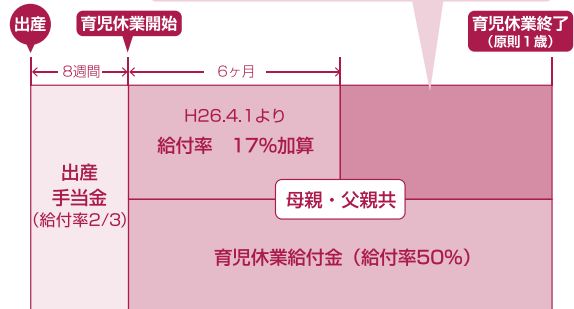 出産
育児休業開始
育児休業終了
（原則1歳）
8週間
6ヶ月
H26.4.1より
給付率　17%加算
出産
手当金
（給付率2/3）
母親・父親共
育児休業給付金（給付率50%）